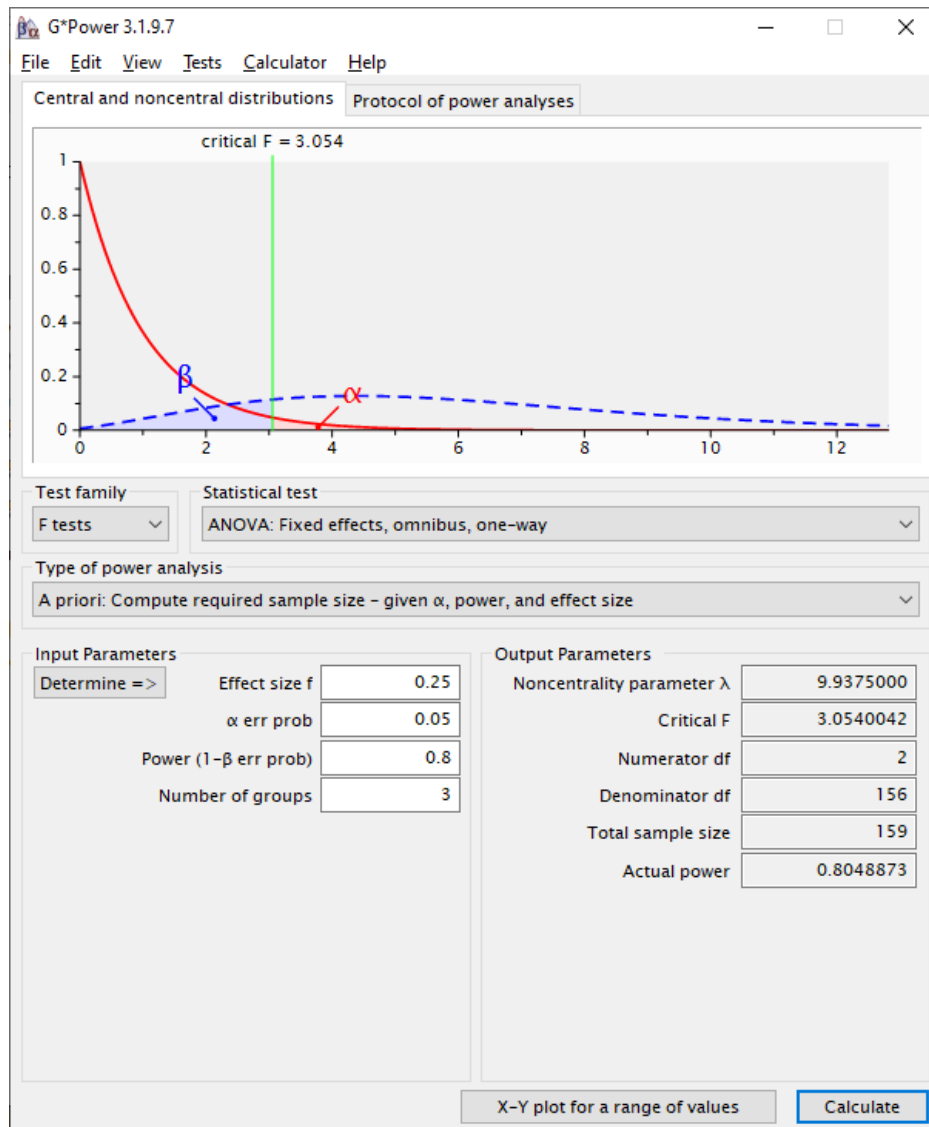 G*Power 3.1.9.7
File Edit View Tests Calculator Help
Central and noncentral distributions Protocol of power analyses
critical F = 3.054
1
0.8
0.6
0.4
0.2
0
β
α
0 2 4 6 8 10 12
Test family Statistical test
F tests ANOVA: Fixed effects, omnibus, one-way
Type of power analysis
A priori: Compute required sample size – given α, power, and effect size
Input Parameters Output Parameters
Determine => Effect size f 0.25 Noncentrality parameter λ 9.9375000
α err prob 0.05 Critical F 3.0540042
Power (1-β err prob) 0.8 Numerator df 2
Number of groups 3 Denominator df 156
Total sample size 159
Actual power 0.8048873
X-Y plot for a range of values Calculate